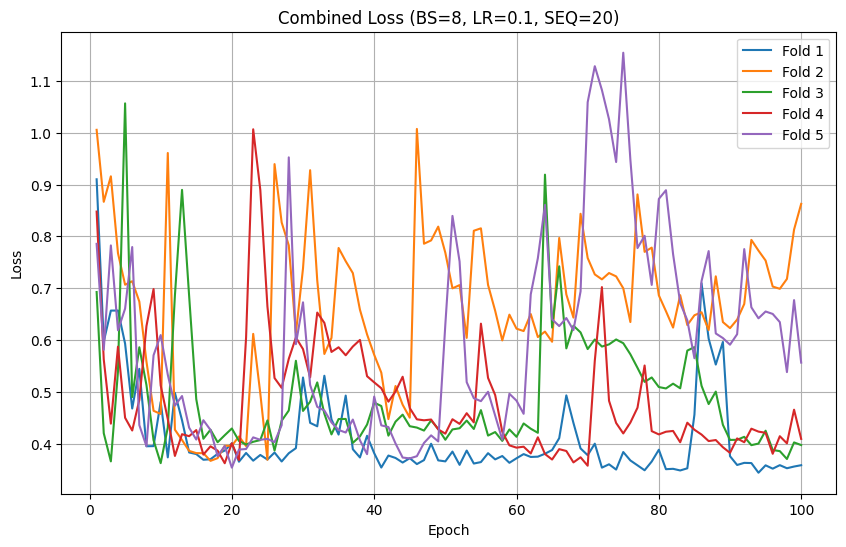 Combined Loss (BS=8, LR=0.1, SEQ=20)
Fold 1
Fold 2
Fold 3
Fold 4
Fold 5
Loss
1.1
1.0
0.9
0.8
0.7
0.6
0.5
0.4
0 20 40 60 80 100
Epoch